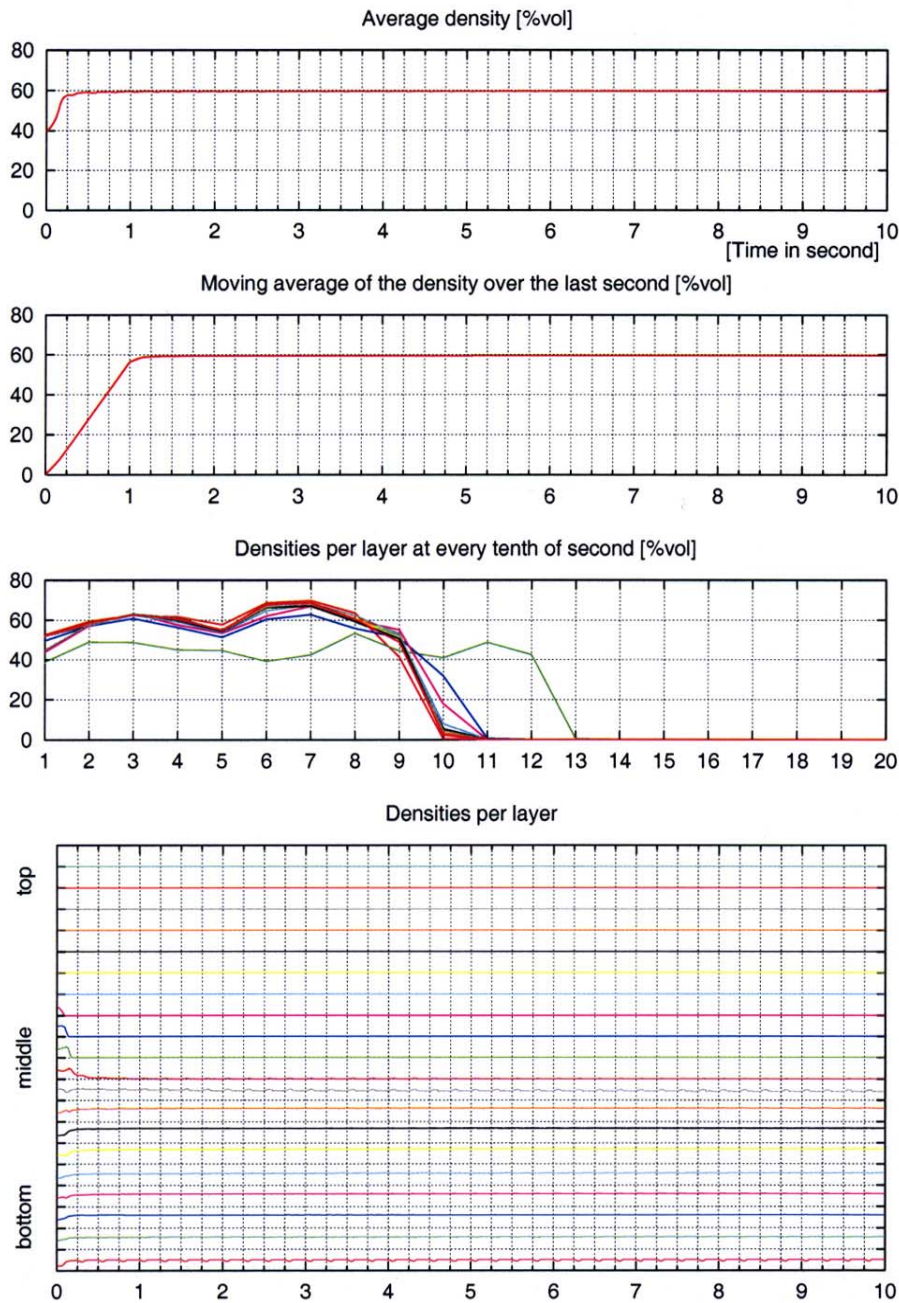 Average density [%vol]
80
60
40
20
0
0 1 2 3 4 5 6 7 8 9 10
[Time in second]
Moving average of the density over the last second [%vol]
80
60
40
20
0
0 1 2 3 4 5 6 7 8 9 10
Densities per layer at every tenth of second [%vol]
80
60
40
20
0
1 2 3 4 5 6 7 8 9 10 11 12 13 14 15 16 17 18 19 20
Densities per layer
top
middle
bottom
0 1 2 3 4 5 6 7 8 9 10